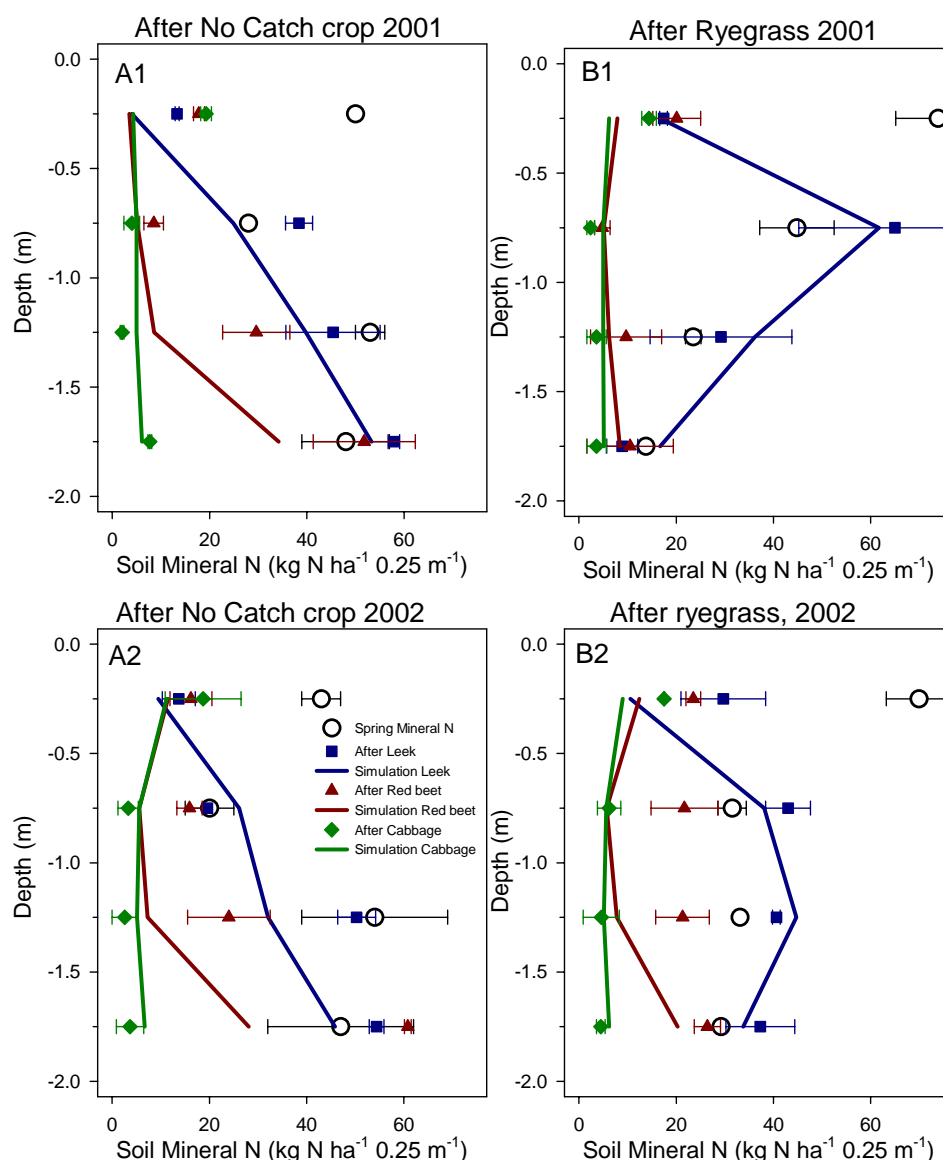 After No Catch crop 2001
After Ryegrass 2001
A1
B1
0.0
-0.5
-1.0
-1.5
-2.0
Depth (m)
0.0
-0.5
-1.0
-1.5
-2.0
Depth (m)
0 20 40 60
0 20 40 60
Soil Mineral N (kg N ha⁻¹ 0.25 m⁻¹)
Soil Mineral N (kg N ha⁻¹ 0.25 m⁻¹)
After No Catch crop 2002
After ryegrass, 2002
A2
B2
0.0
-0.5
-1.0
-1.5
-2.0
Depth (m)
Spring Mineral N
After Leek
Simulation Leek
After Red beet
Simulation Red beet
After Cabbage
Simulation Cabbage
0.0
-0.5
-1.0
-1.5
-2.0
Depth (m)
0 20 40 60
0 20 40 60
Soil Mineral N (kg N ha⁻¹ 0.25 m⁻¹)
Soil Mineral N (kg N ha⁻¹ 0.25 m⁻¹)